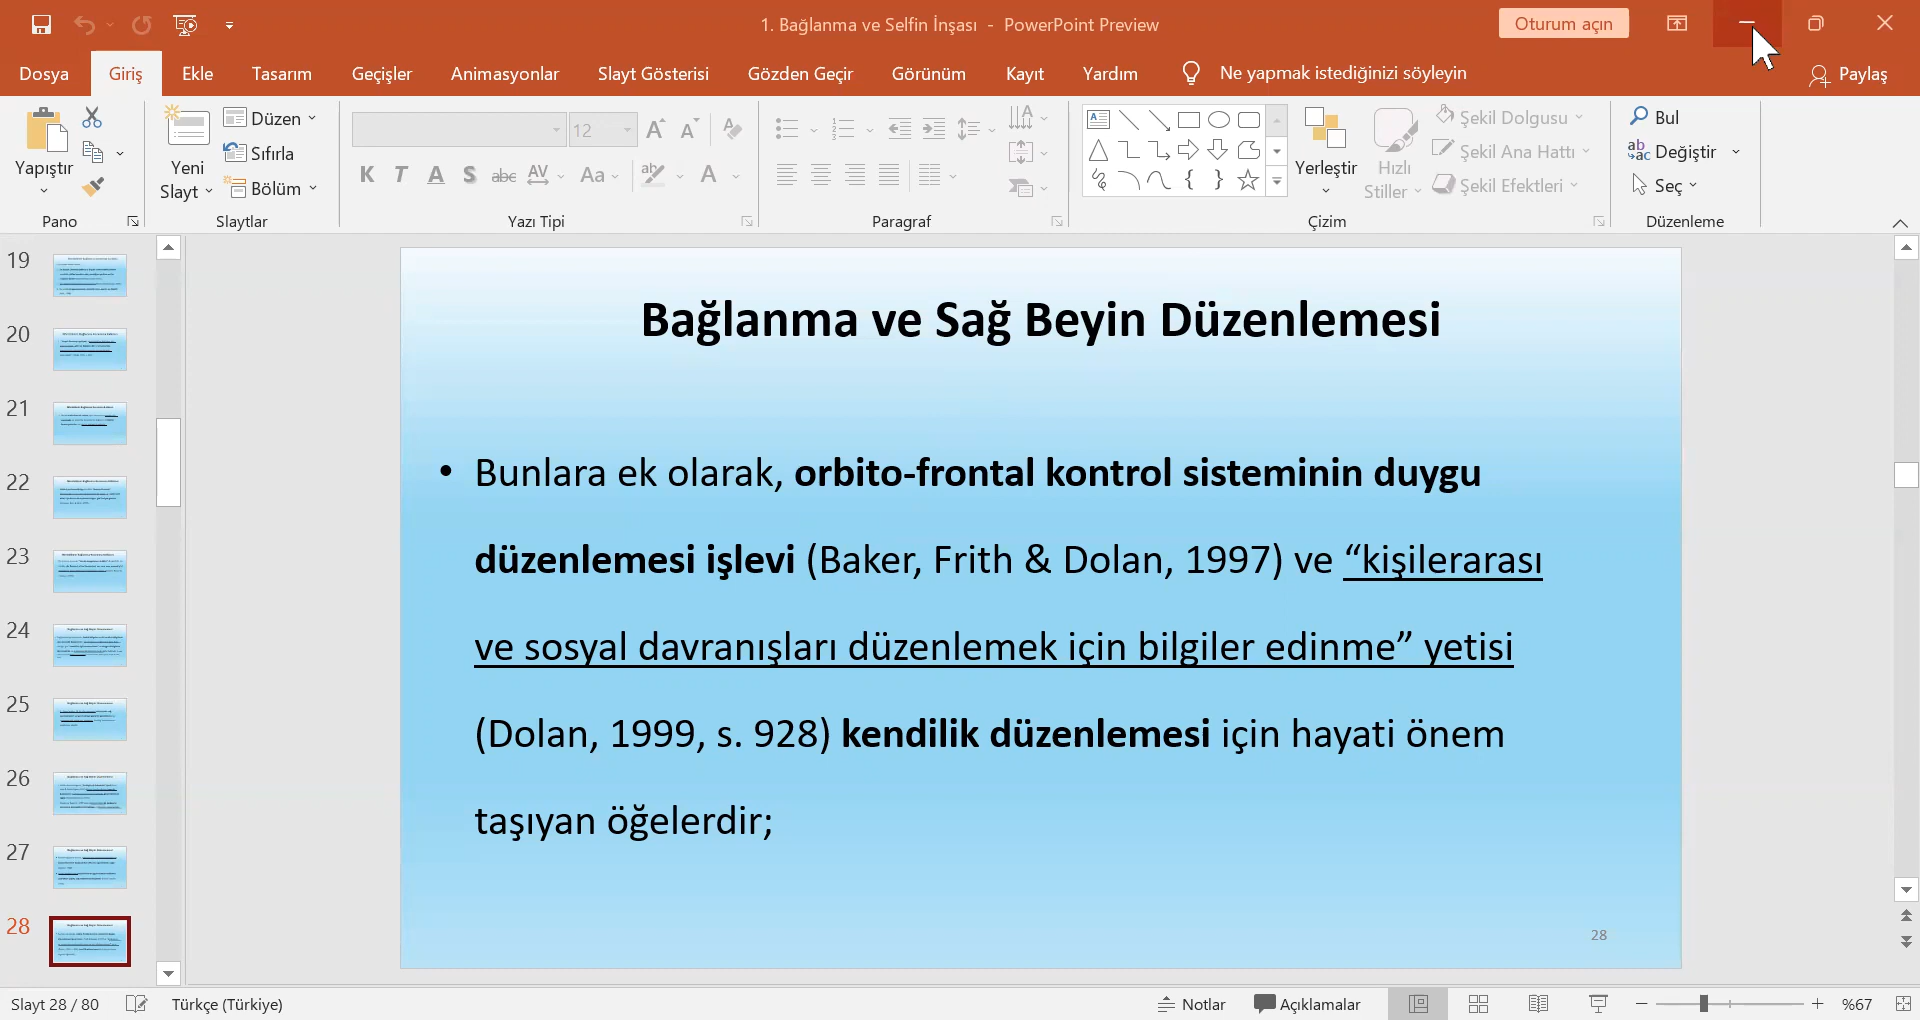 1. Bağlanma ve Selfin İnşası - PowerPoint Preview
Oturum açın
Dosya
Giriş
Ekle
Tasarım
Geçişler
Animasyonlar
Slayt Gösterisi
Gözden Geçir
Görünüm
Kayıt
Yardım
Ne yapmak istediğinizi söyleyin
Paylaş
Yapıştır
Pano
Yeni
Slayt
Düzen
Sıfırla
Bölüm
Slaytlar
12
K T A S abc AV Aa A
Yazı Tipi
Paragraf
Yerleştir
Hızlı
Stiller
Şekil Dolgusu
Şekil Ana Hattı
Şekil Efektleri
Çizim
Bul
Değiştir
Seç
Düzenleme
19
20
21
22
23
24
25
26
27
28
Bağlanma ve Sağ Beyin Düzenlemesi
• Bunlara ek olarak, orbito-frontal kontrol sisteminin duygu
düzenlemesi işlevi (Baker, Frith & Dolan, 1997) ve “kişilerarası
ve sosyal davranışları düzenlemek için bilgiler edinme” yetisi
(Dolan, 1999, s. 928) kendilik düzenlemesi için hayati önem
taşıyan öğelerdir;
28
Slayt 28 / 80
Türkçe (Türkiye)
Notlar
Açıklamalar
%67